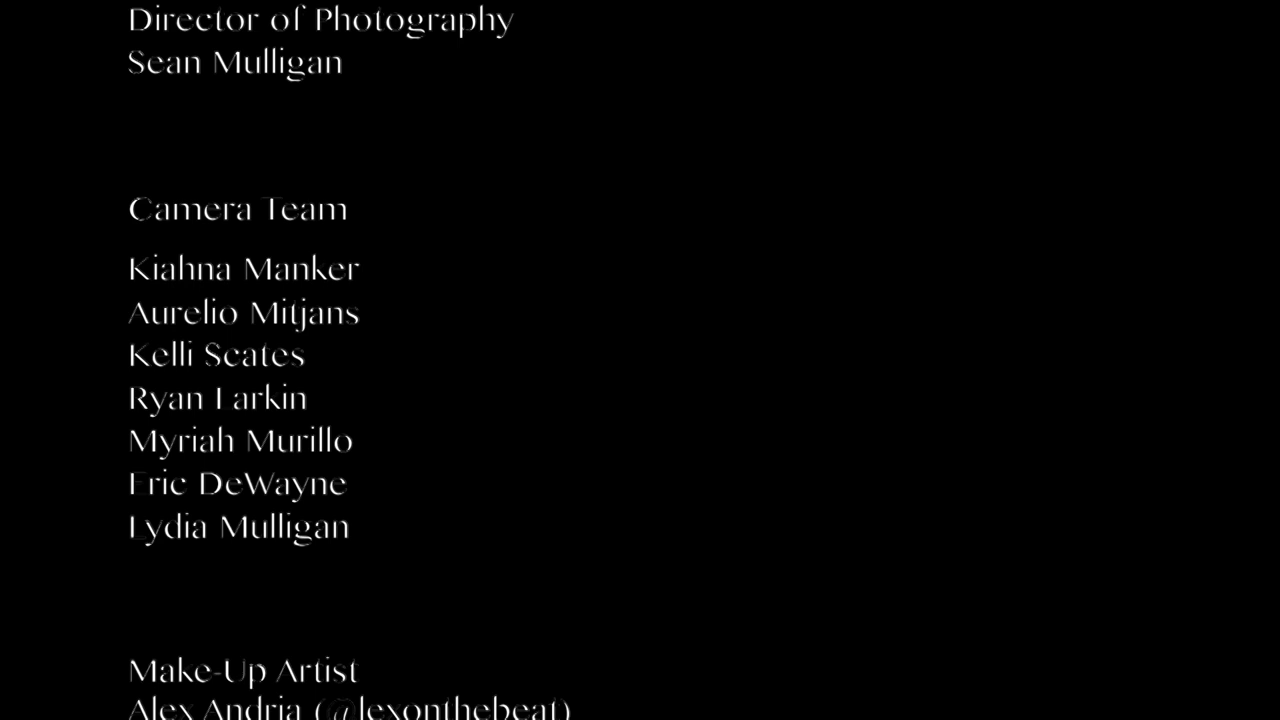 Director of Photography
Sean Mulligan
Camera Team
Kiahna Manker
Aurelio Mitjans
Kelli Scates
Ryan Larkin
Myriah Murillo
Eric DeWayne
Lydia Mulligan
Make-Up Artist
Alex Andria (@lexonthebeat)